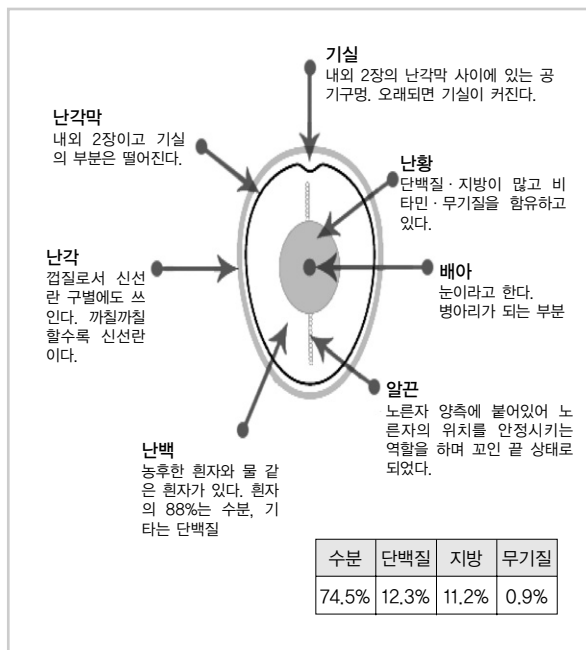 기실
내외 2장의 난각막 사이에 있는 공
기구멍. 오래되면 기실이 커진다.
난각막
내외 2장이고 기실
의 부분은 떨어진다.
난황
단백질 · 지방이 많고 비
타민 · 무기질을 함유하고
있다.
난각
껍질로서 신선
란 구별에도 쓰
인다. 까칠까칠
할수록 신선란
이다.
배아
눈이라고 한다.
병아리가 되는 부분
알끈
노른자 양측에 붙어있어 노
른자의 위치를 안정시키는
역할을 하며 꼬인 끈 상태로
되었다.
난백
농후한 흰자와 물 같
은 흰자가 있다. 흰자
의 88%는 수분, 기
타는 단백질
수분 단백질 지방 무기질
74.5% 12.3% 11.2% 0.9%